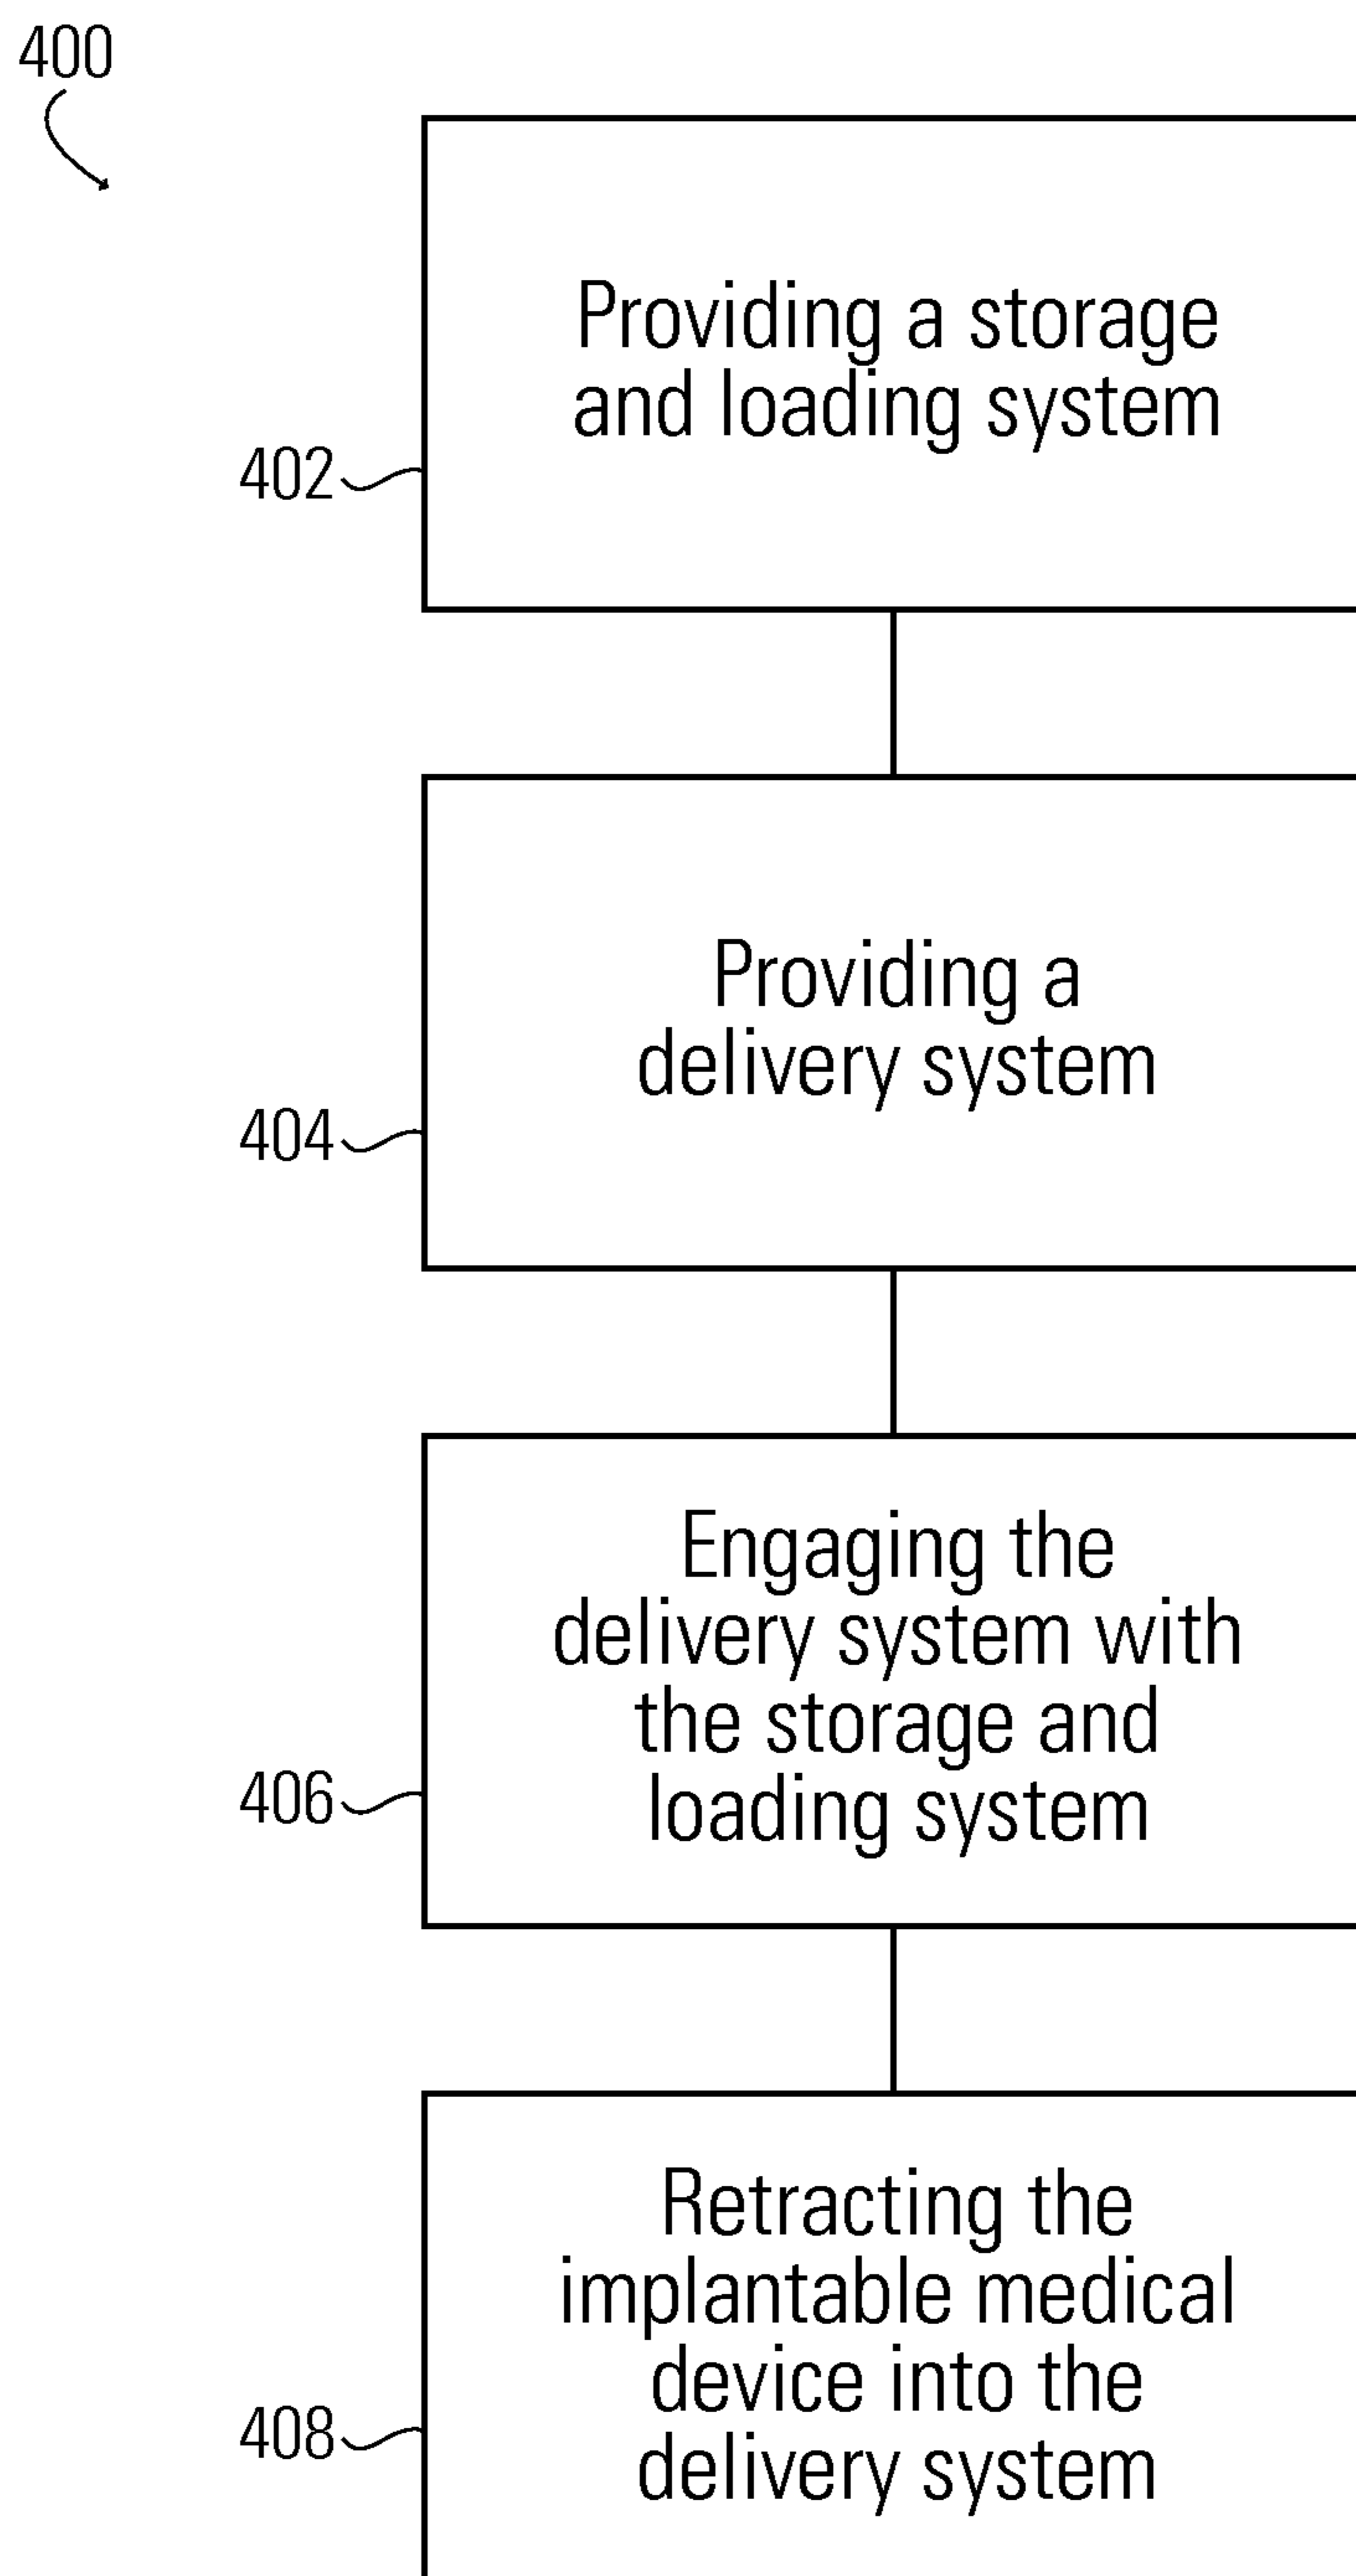 400
Providing a storage
and loading system
402
Providing a
delivery system
404
Engaging the
delivery system with
the storage and
loading system
406
Retracting the
implantable medical
device into the
delivery system
408